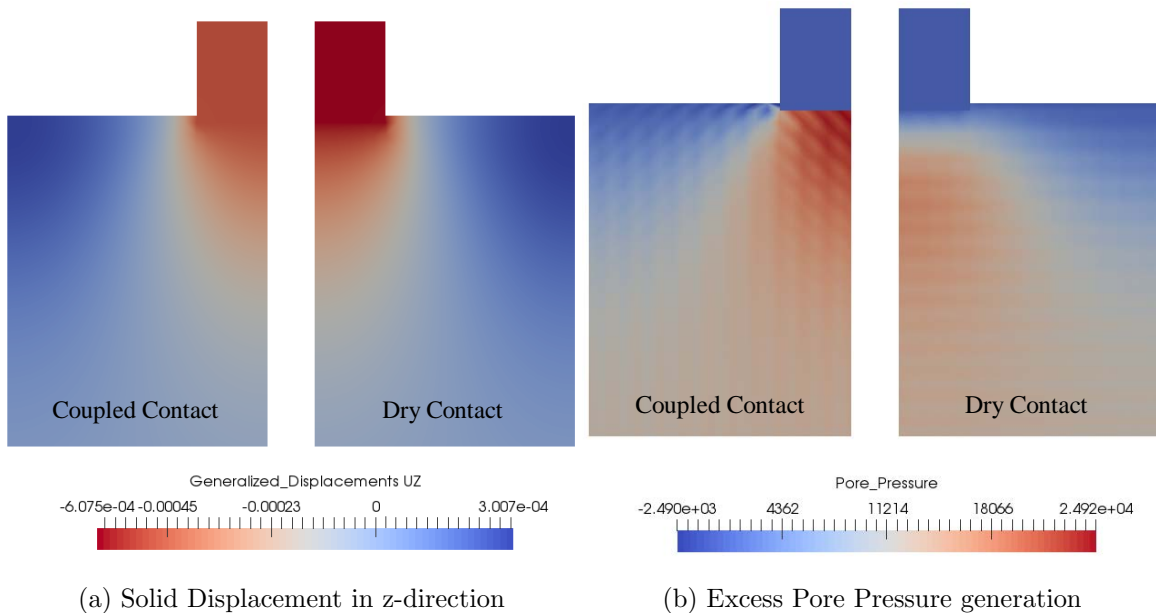 Coupled Contact
Dry Contact
Generalized_Displacements UZ
-6.075e-04 -0.00045 -0.00023 0 3.007e-04
(a) Solid Displacement in z-direction
Coupled Contact
Dry Contact
Pore_Pressure
-2.490e+03 4362 11214 18066 2.492e+04
(b) Excess Pore Pressure generation